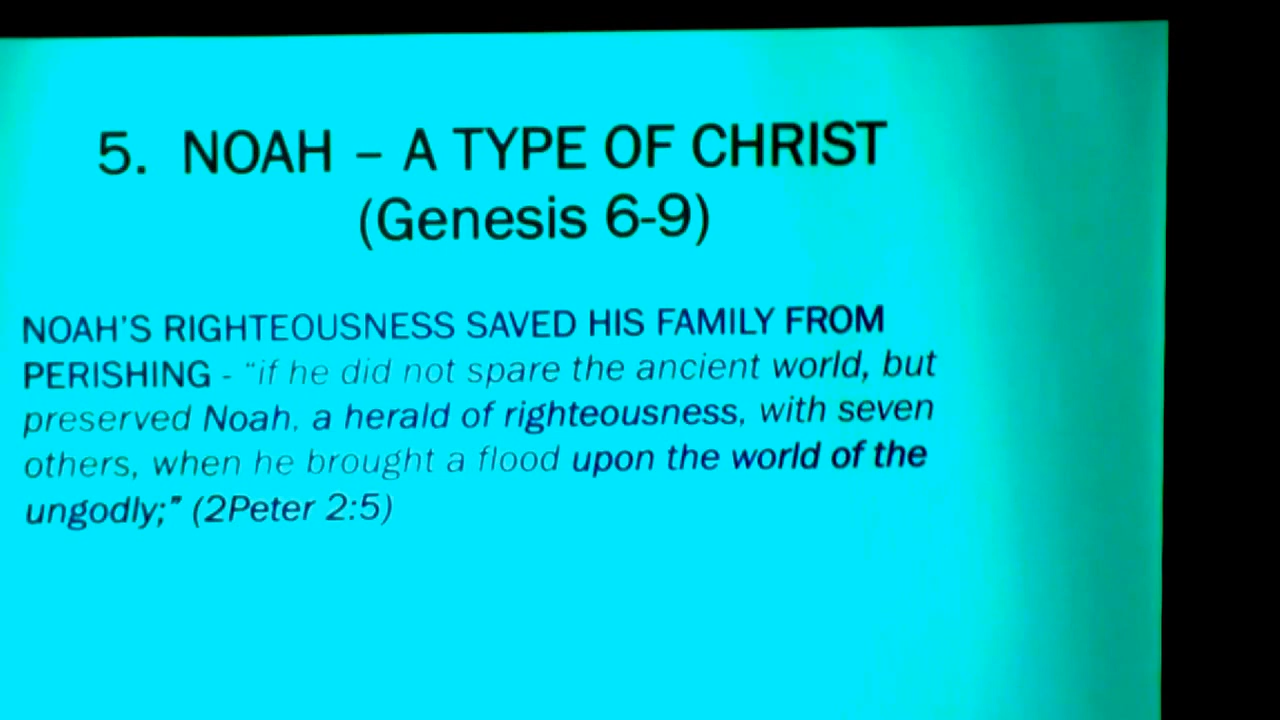 5. NOAH – A TYPE OF CHRIST
(Genesis 6-9)
NOAH'S RIGHTEOUSNESS SAVED HIS FAMILY FROM
PERISHING - "if he did not spare the ancient world, but
preserved Noah, a herald of righteousness, with seven
others, when he brought a flood upon the world of the
ungodly;” (2Peter 2:5)